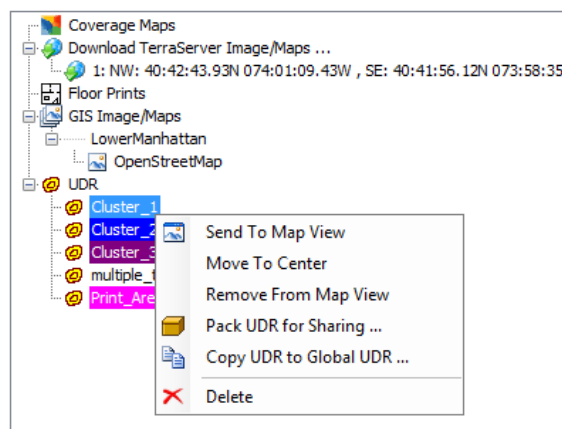 Coverage Maps
Download TerraServer Image/Maps ...
1: NW: 40:42:43.93N 074:01:09.43W , SE: 40:41:56.12N 073:58:35
Floor Prints
GIS Image/Maps
LowerManhattan
OpenStreetMap
UDR
Cluster_1
Cluster_2
Cluster_3
multiple_
Print_Are
Send To Map View
Move To Center
Remove From Map View
Pack UDR for Sharing ...
Copy UDR to Global UDR ...
Delete